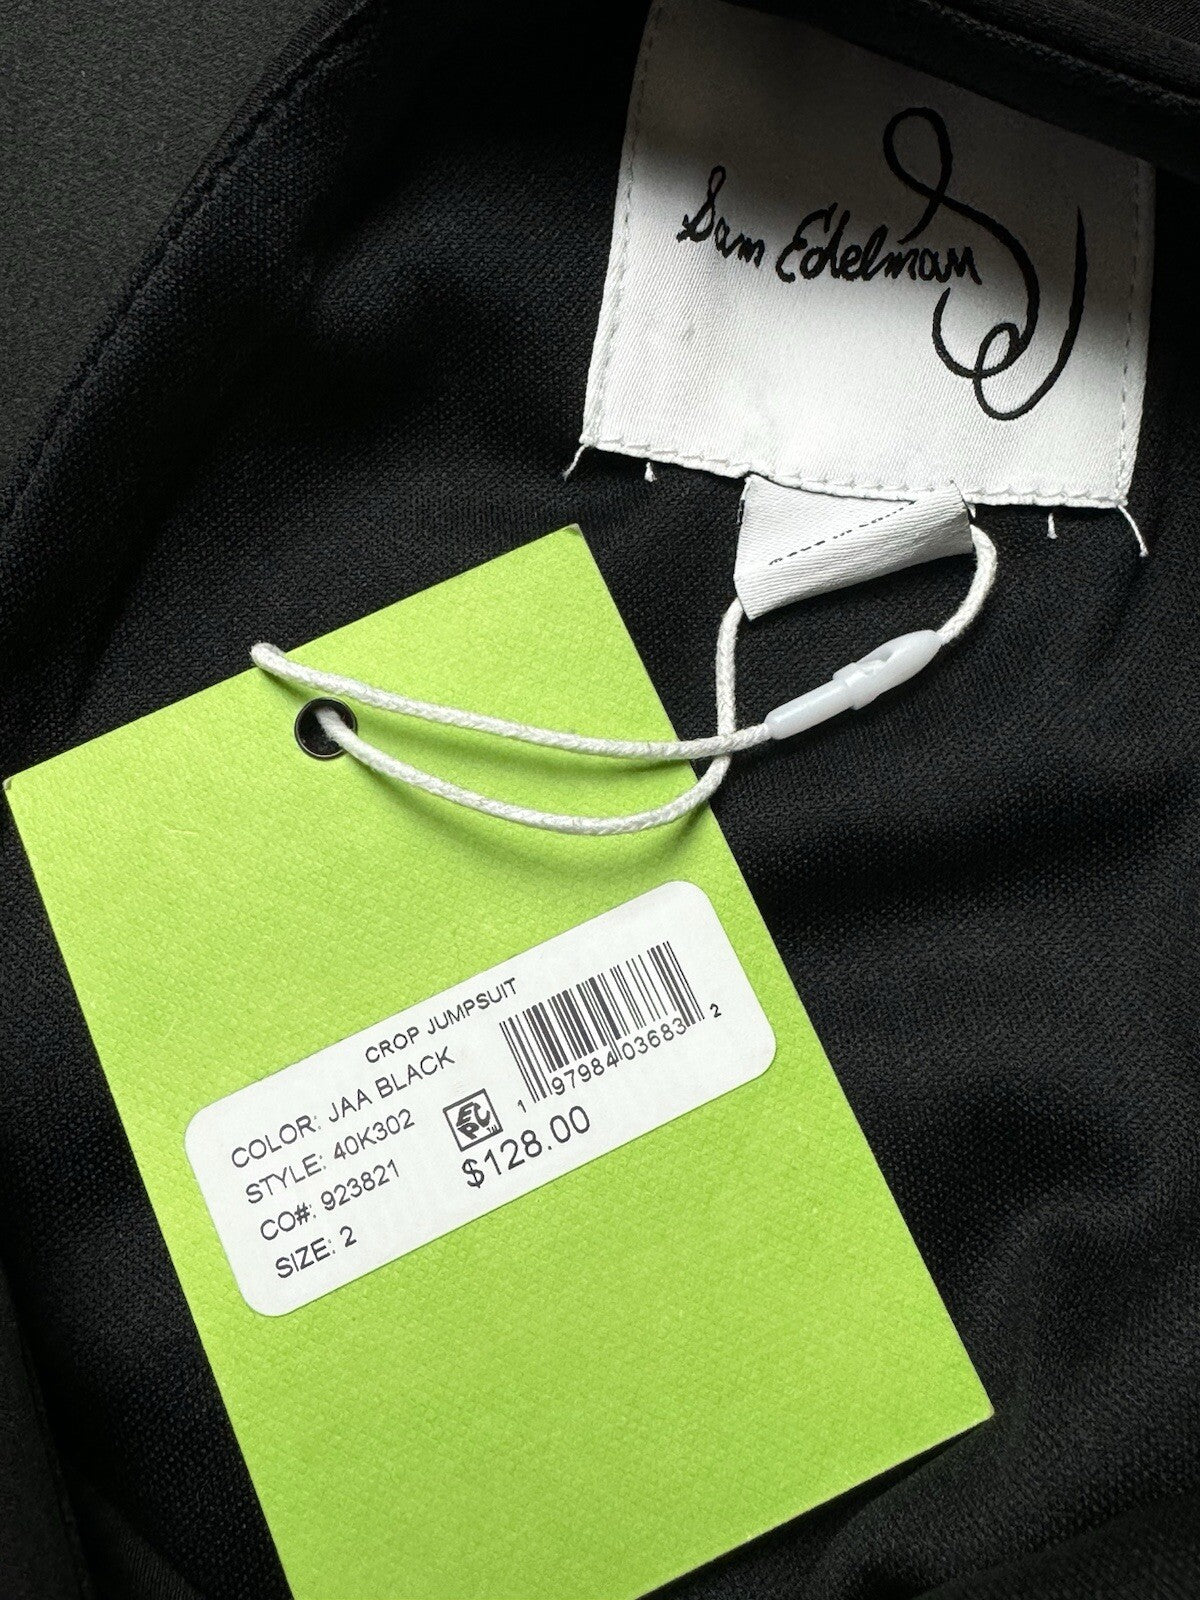 Sam Edelman
CROP JUMPSUIT
COLOR: JAA BLACK
STYLE: 40K302
CO#: 923821
SIZE: 2
EPC
$128.00
1 97984 03683 2